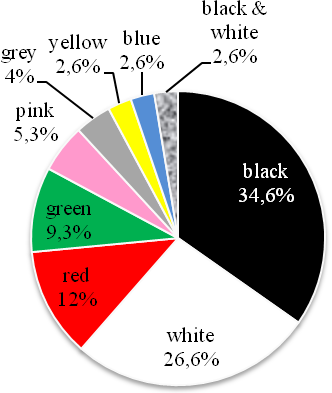 black &
white
2,6%
blue
2,6%
yellow
2,6%
grey
4%
pink
5,3%
black
34,6%
green
9,3%
red
12%
white
26,6%